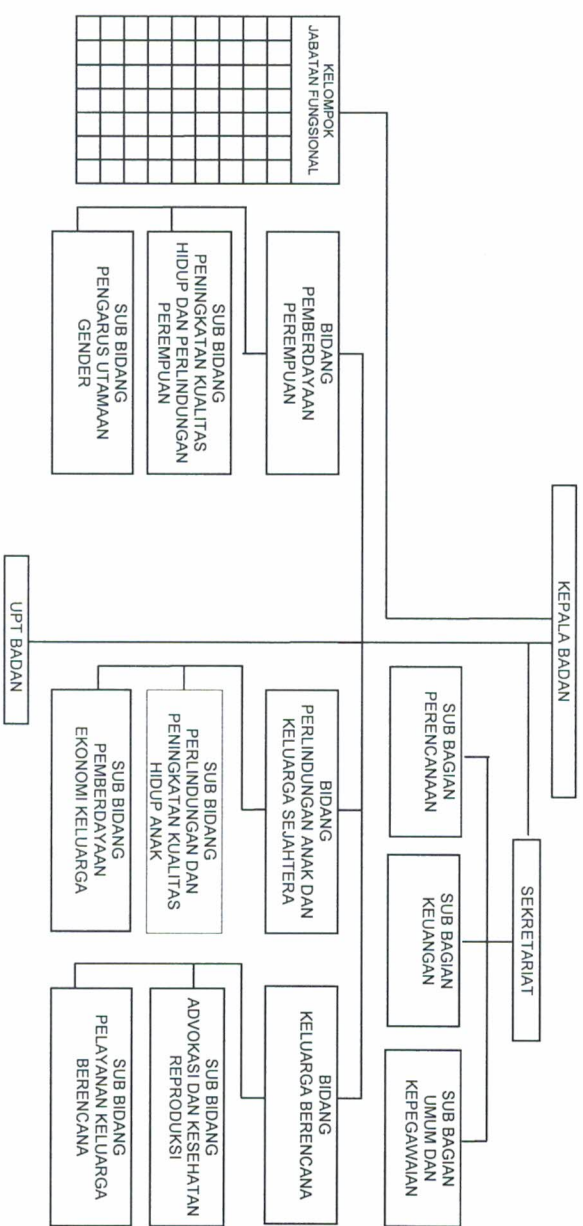 KEPALA BADAN
SEKRETARIAT
SUB BAGIAN
PERENCANAAN
SUB BAGIAN
KEUANGAN
SUB BAGIAN
UMUM DAN
KEPEGAWAIAN
KELOMPOK
JABATAN FUNGSIONAL
BIDANG
PEMBERDAYAAN
PEREMPUAN
SUB BIDANG
PENINGKATAN KUALITAS
HIDUP DAN PERLINDUNGAN
PEREMPUAN
SUB BIDANG
PENGARUS UTAMAAN
GENDER
BIDANG
PERLINDUNGAN ANAK DAN
KELUARGA SEJAHTERA
SUB BIDANG
PERLINDUNGAN DAN
PENINGKATAN KUALITAS
HIDUP ANAK
SUB BIDANG
PEMBERDAYAAN
EKONOMI KELUARGA
BIDANG
KELUARGA BERENCANA
SUB BIDANG
ADVOKASI DAN KESEHATAN
REPRODUKSI
SUB BIDANG
PELAYANAN KELUARGA
BERENCANA
UPT BADAN